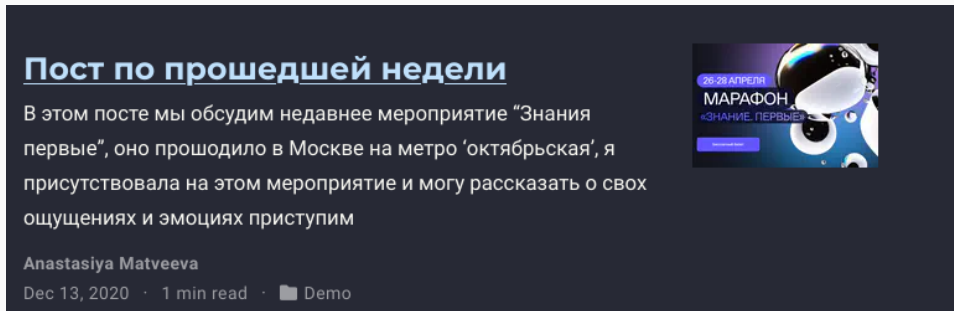 Пост по прошедшей недели
В этом посте мы обсудим недавнее мероприятие “Знания
первые”, оно прошодило в Москве на метро ‘октябрьская’, я
присутствовала на этом мероприятие и могу рассказать о свох
ощущениях и эмоциях приступим
Anastasiya Matveeva
Dec 13, 2020 · 1 min read · Demo
26-28 АПРЕЛЯ
МАРАФОН
«ЗНАНИЕ. ПЕРВЫЕ»